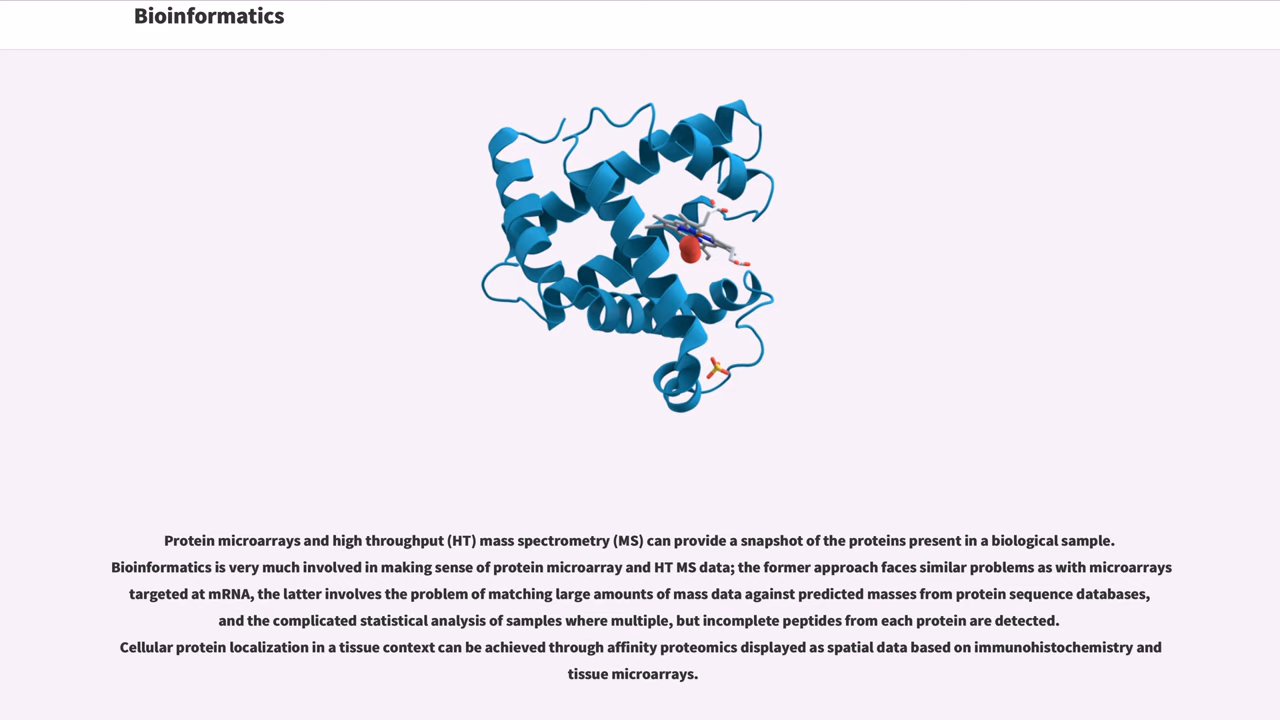 Bioinformatics
Protein microarrays and high throughput (HT) mass spectrometry (MS) can provide a snapshot of the proteins present in a biological sample.
Bioinformatics is very much involved in making sense of protein microarray and HT MS data; the former approach faces similar problems as with microarrays
targeted at mRNA, the latter involves the problem of matching large amounts of mass data against predicted masses from protein sequence databases,
and the complicated statistical analysis of samples where multiple, but incomplete peptides from each protein are detected.
Cellular protein localization in a tissue context can be achieved through affinity proteomics displayed as spatial data based on immunohistochemistry and
tissue microarrays.